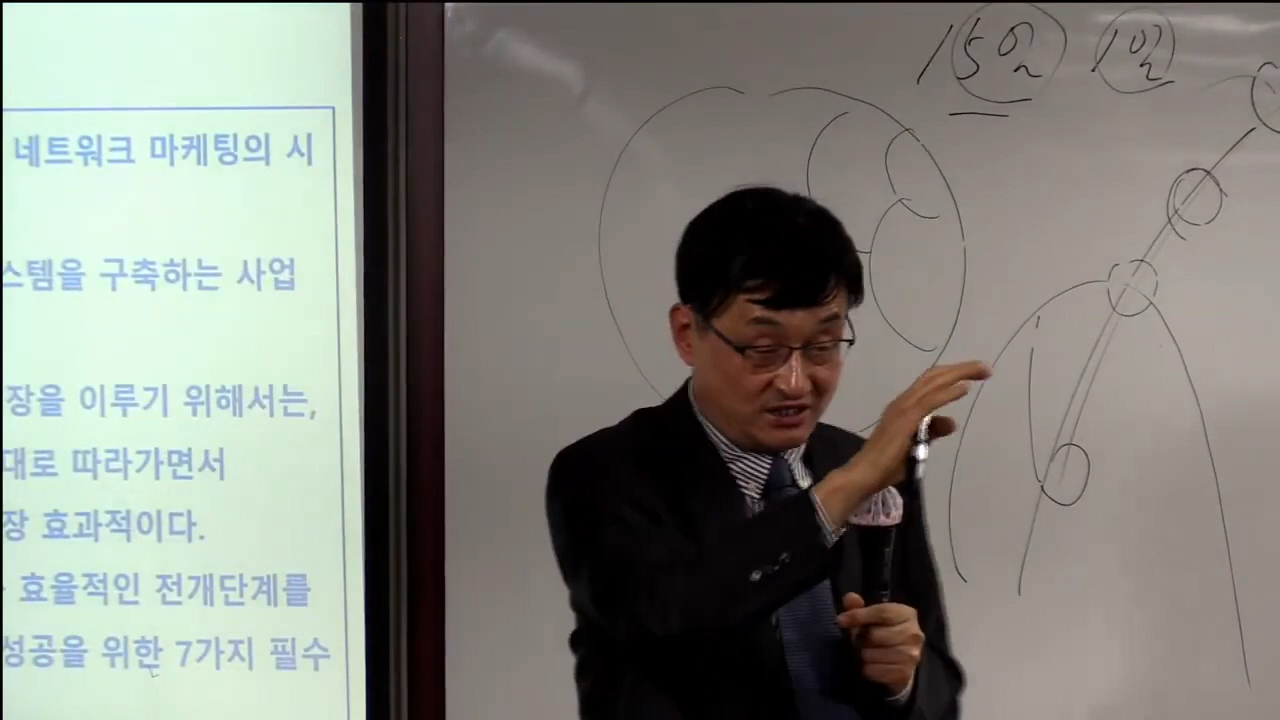 네트워크 마케팅의 시
스템을 구축하는 사업
장을 이루기 위해서는,
대로 따라가면서
장 효과적이다.
효율적인 전개단계를
성공을 위한 7가지 필수
15일 1일